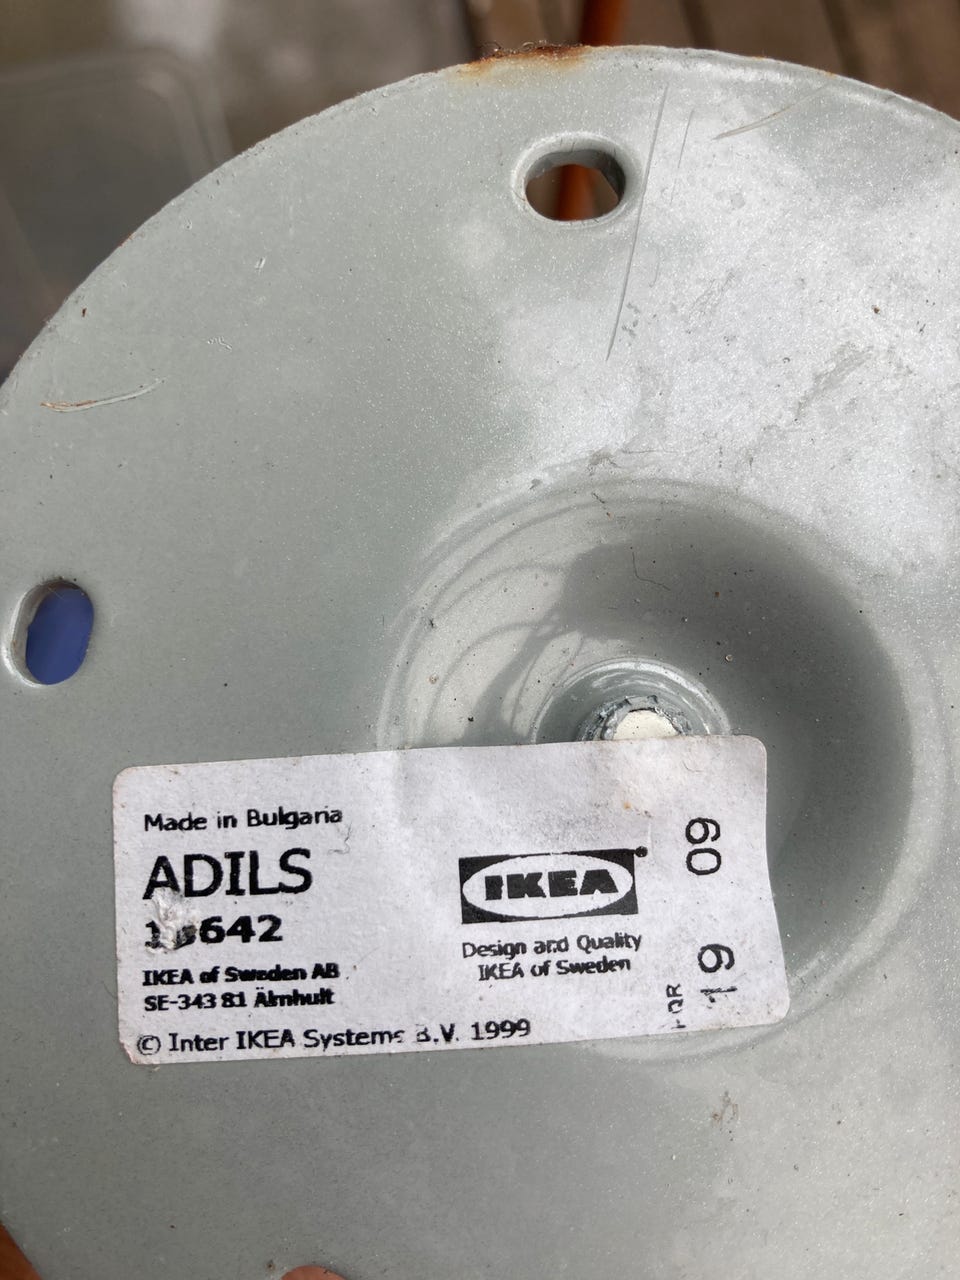 Made in Bulgaria
ADILS
IKEA of Sweden AB
SE-343 81 Älmhult
© Inter IKEA Systems B.V. 1999
IKEA
Design and Quality
IKEA of Sweden
19
09